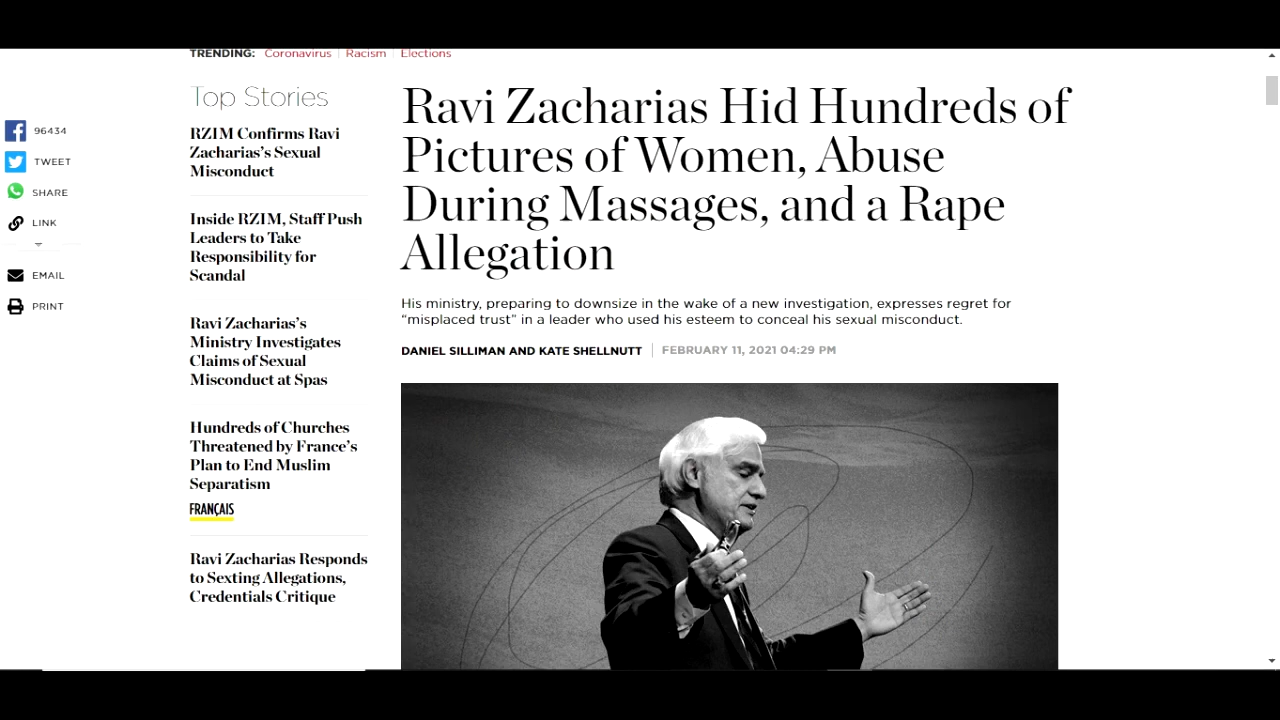 TRENDING: Coronavirus Racism Elections
Top Stories
RZIM Confirms Ravi
Zacharias's Sexual
Misconduct
Inside RZIM, Staff Push
Leaders to Take
Responsibility for
Scandal
Ravi Zacharias's
Ministry Investigates
Claims of Sexual
Misconduct at Spas
Hundreds of Churches
Threatened by France's
Plan to End Muslim
Separatism
FRANÇAIS
Ravi Zacharias Responds
to Sexting Allegations,
Credentials Critique
96434
TWEET
SHARE
LINK
EMAIL
PRINT
Ravi Zacharias Hid Hundreds of
Pictures of Women, Abuse
During Massages, and a Rape
Allegation
His ministry, preparing to downsize in the wake of a new investigation, expresses regret for
“misplaced trust” in a leader who used his esteem to conceal his sexual misconduct.
DANIEL SILLIMAN AND KATE SHELLNUTT FEBRUARY 11, 2021 04:29 PM